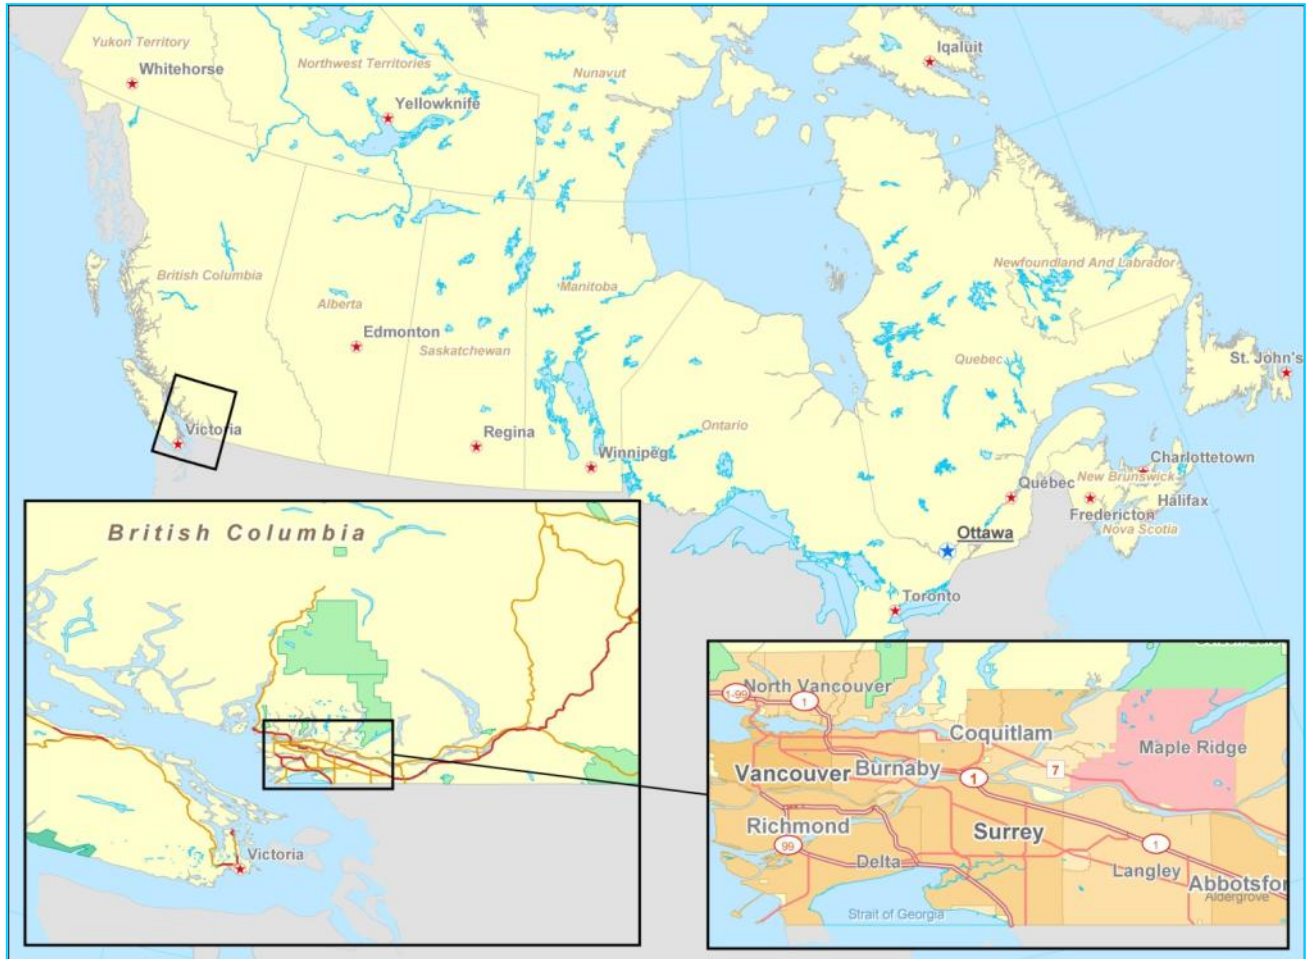 Yukon Territory
Whitehorse
Northwest Territories
Yellowknife
Nunavut
Iqaluit
British Columbia
Alberta
Edmonton
Saskatchewan
Manitoba
Newfoundland And Labrador
Quebec
St. John's
Victoria
Regina
Winnipeg
Ontario
Québec
Charlottetown
New Brunswick
Fredericton
Halifax
Nova Scotia
Ottawa
Toronto
British Columbia
Victoria
North Vancouver
1-99
1
Coquitlam
Maple Ridge
Vancouver
Burnaby
1
7
Richmond
Surrey
99
1
Delta
Langley
Abbotsfor
Aldergrove
Strait of Georgia